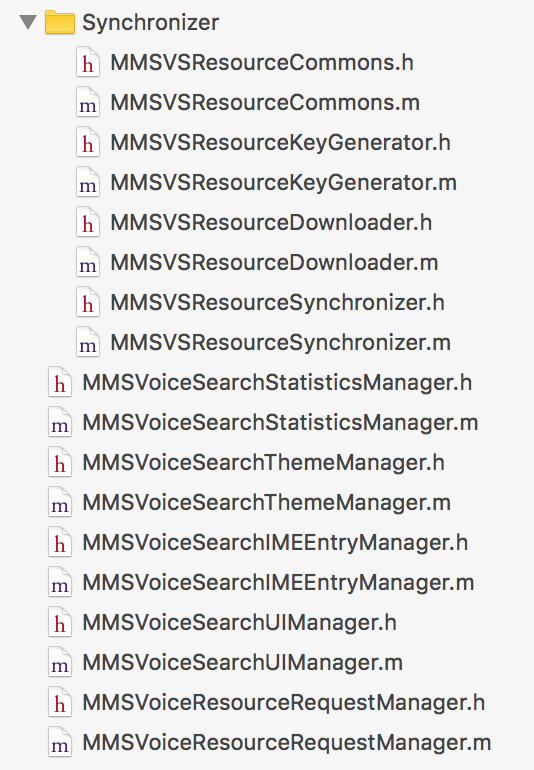 Synchronizer
h MMSVSResourceCommons.h
m MMSVSResourceCommons.m
h MMSVSResourceKeyGenerator.h
m MMSVSResourceKeyGenerator.m
h MMSVSResourceDownloader.h
m MMSVSResourceDownloader.m
h MMSVSResourceSynchronizer.h
m MMSVSResourceSynchronizer.m
h MMSVoiceSearchStatisticsManager.h
m MMSVoiceSearchStatisticsManager.m
h MMSVoiceSearchThemeManager.h
m MMSVoiceSearchThemeManager.m
h MMSVoiceSearchIMEEntryManager.h
m MMSVoiceSearchIMEEntryManager.m
h MMSVoiceSearchUIManager.h
m MMSVoiceSearchUIManager.m
h MMSVoiceResourceRequestManager.h
m MMSVoiceResourceRequestManager.m